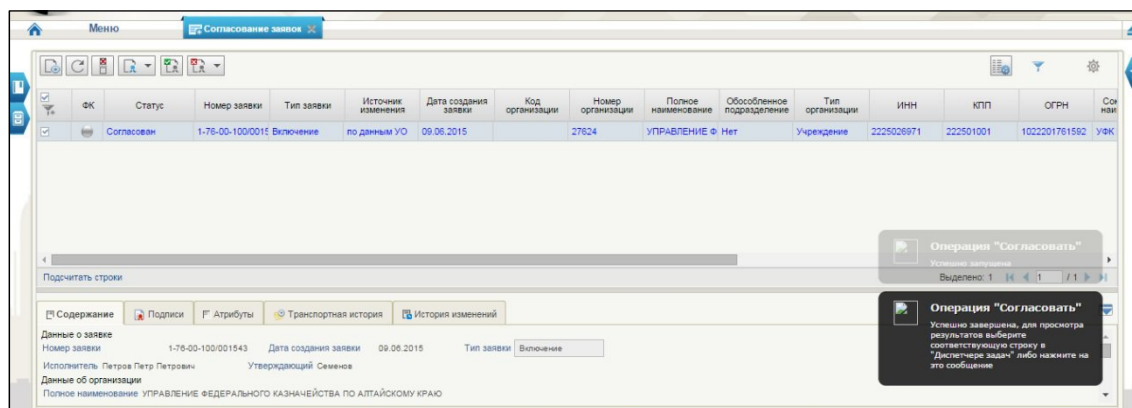 Меню Согласование заявок
ФК Статус Номер заявки Тип заявки Источник изменения Дата создания заявки Код организации Номер организации Полное наименование Обособленное подразделение Тип организации ИНН КПП ОГРН
Согласован 1-76-00-100/0015 Включение по данным УО 09.06.2015 27624 УПРАВЛЕНИЕ Ф Нет Учреждение 2225026971 222501001 1022201761592 УФК
Операция "Согласовать"
Успешно запущена
Подсчитать строки Выделено: 1 1 / 1
Содержание Подписи Атрибуты Транспортная история История изменений
Операция "Согласовать"
Успешно завершена, для просмотра
результатов выберите
соответствующую строку в
"Диспетчере задач" либо нажмите на
это сообщение
Данные о заявке
Номер заявки 1-76-00-100/001543 Дата создания заявки 09.06.2015 Тип заявки Включение
Исполнитель Петров Петр Петрович Утверждающий Семенов
Данные об организации
Полное наименование УПРАВЛЕНИЕ ФЕДЕРАЛЬНОГО КАЗНАЧЕЙСТВА ПО АЛТАЙСКОМУ КРАЮ